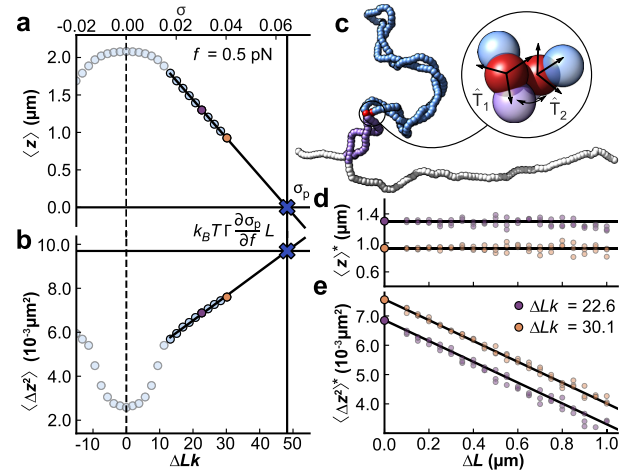 a
σ
-0.02 0.00 0.02 0.04 0.06
f = 0.5 pN
⟨z⟩ (μm)
2.0
1.5
1.0
0.5
0.0
σp
b
kBTΓ ∂σp/∂f L
⟨Δz²⟩ (10⁻³μm²)
10.0
8.0
6.0
4.0
2.0
-10 0 10 20 30 40 50
ΔLk
c
T̂1
T̂2
d
⟨z⟩* (μm)
1.4
1.0
e
⟨Δz²⟩* (10⁻³μm²)
ΔLk = 22.6
ΔLk = 30.1
7.0
6.0
5.0
4.0
0.0 0.2 0.4 0.6 0.8 1.0
ΔL (μm)